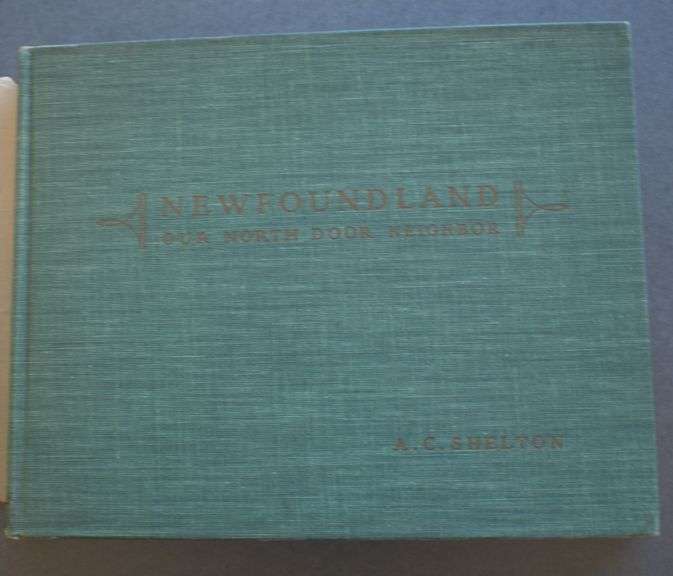 NEWFOUNDLAND
OUR NORTH DOOR NEIGHBOR
A. C. SHELTON